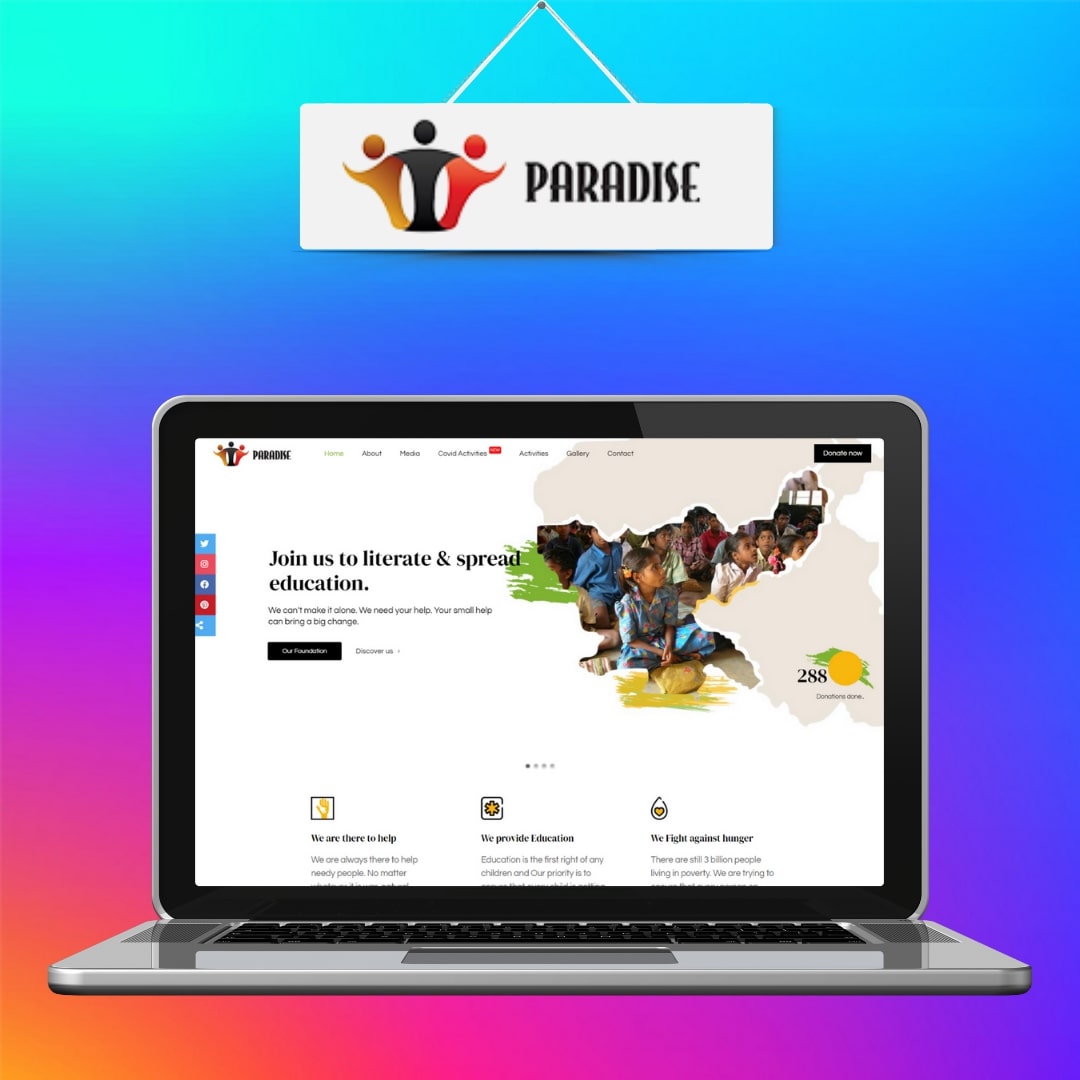 PARADISE
PARADISE
Home About Media Covid Activities NEW Activities Gallery Contact
Donate now
Join us to literate & spread
education.
We can't make it alone. We need your help. Your small help
can bring a big change.
Our Foundation Discover us ›
288
Donations done..
We are there to help
We are always there to help
needy people. No matter
We provide Education
Education is the first right of any
children and Our priority is to
We Fight against hunger
There are still 3 billion people
living in poverty. We are trying to